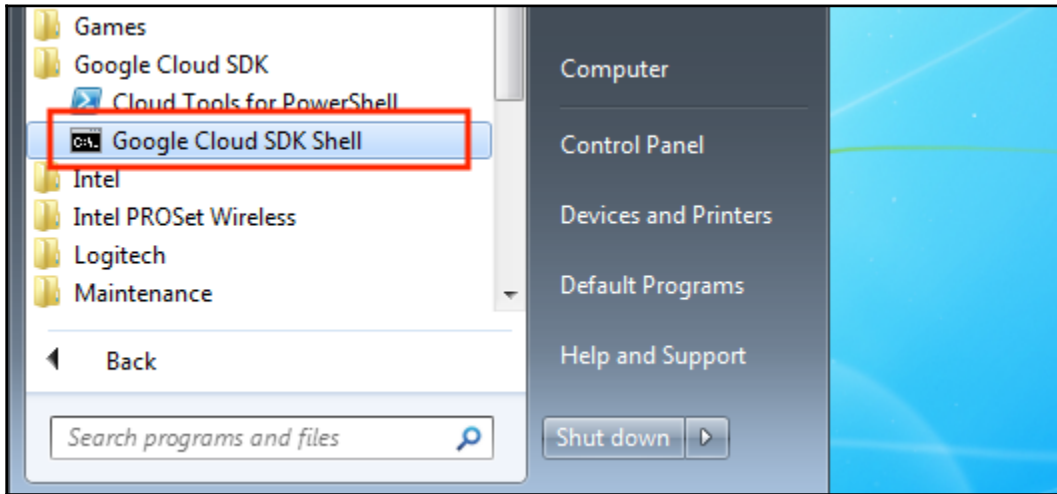 Games
Google Cloud SDK
Cloud Tools for PowerShell
C:\.
Google Cloud SDK Shell
Intel
Intel PROSet Wireless
Logitech
Maintenance
Back
Search programs and files
Computer
Control Panel
Devices and Printers
Default Programs
Help and Support
Shut down